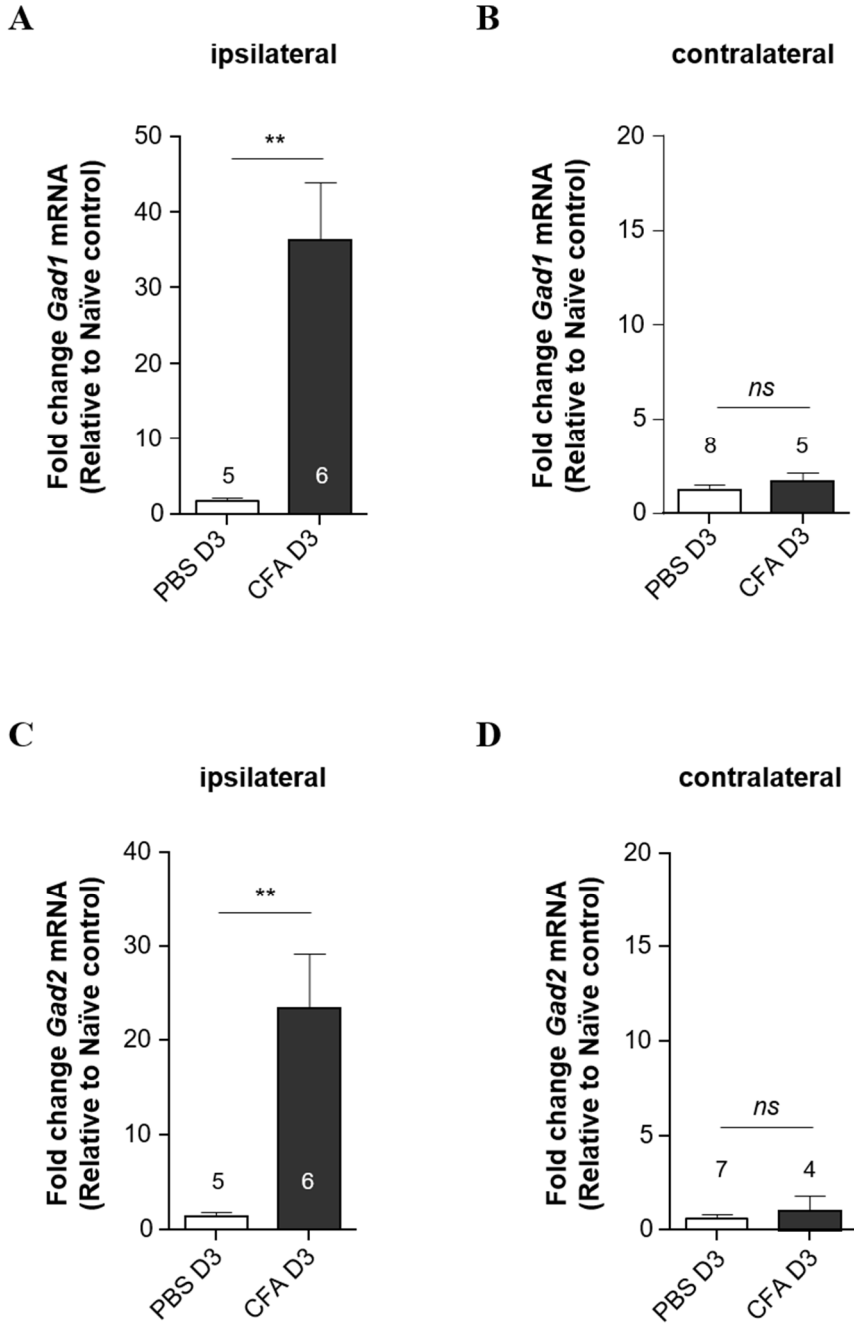 A
ipsilateral
Fold change Gad1 mRNA
(Relative to Naïve control)
50
40
30
20
10
0
**
5
6
PBS D3
CFA D3
B
contralateral
Fold change Gad1 mRNA
(Relative to Naïve control)
20
15
10
5
0
ns
8
5
PBS D3
CFA D3
C
ipsilateral
Fold change Gad2 mRNA
(Relative to Naïve control)
40
30
20
10
0
**
5
6
PBS D3
CFA D3
D
contralateral
Fold change Gad2 mRNA
(Relative to Naïve control)
20
15
10
5
0
ns
7
4
PBS D3
CFA D3